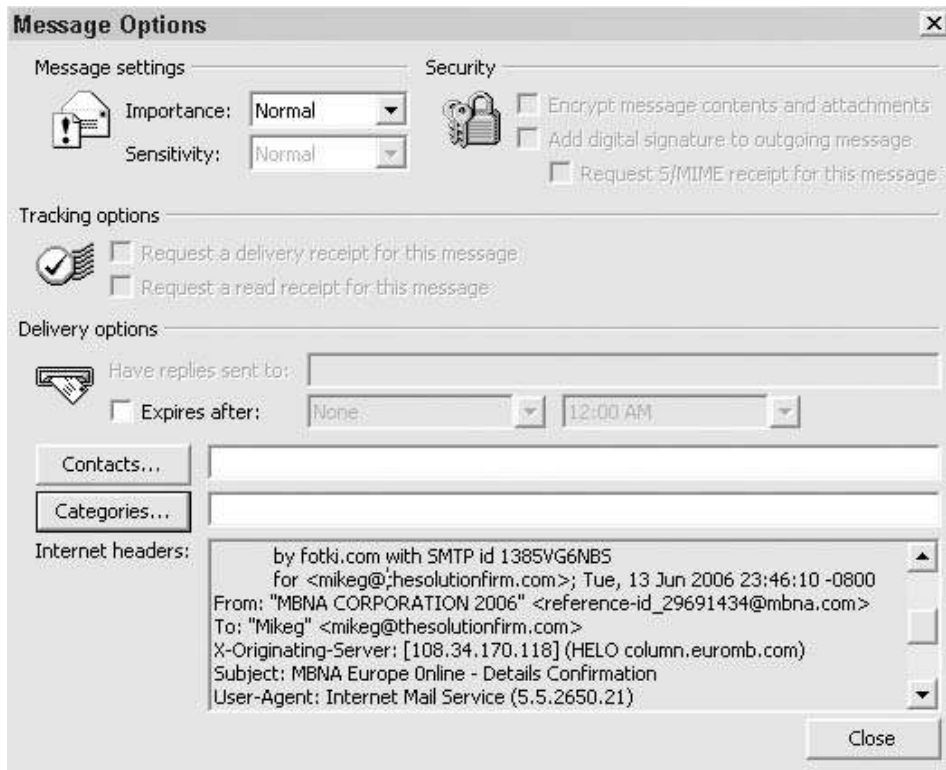 Message Options
Message settings
Importance: Normal
Sensitivity: Normal
Security
Encrypt message contents and attachments
Add digital signature to outgoing message
Request S/MIME receipt for this message
Tracking options
Request a delivery receipt for this message
Request a read receipt for this message
Delivery options
Have replies sent to:
Expires after: None 12:00 AM
Contacts...
Categories...
Internet headers:
by fotki.com with SMTP id 1385VG6NBS
for <mikeg@thesolutionfirm.com>; Tue, 13 Jun 2006 23:46:10 -0800
From: "MBNA CORPORATION 2006" <reference-id_29691434@mbna.com>
To: "Mikeg" <mikeg@thesolutionfirm.com>
X-Originating-Server: [108.34.170.118] (HELO column.euromb.com)
Subject: MBNA Europe 0nline - Details Confirmation
User-Agent: Internet Mail Service (5.5.2650.21)
Close